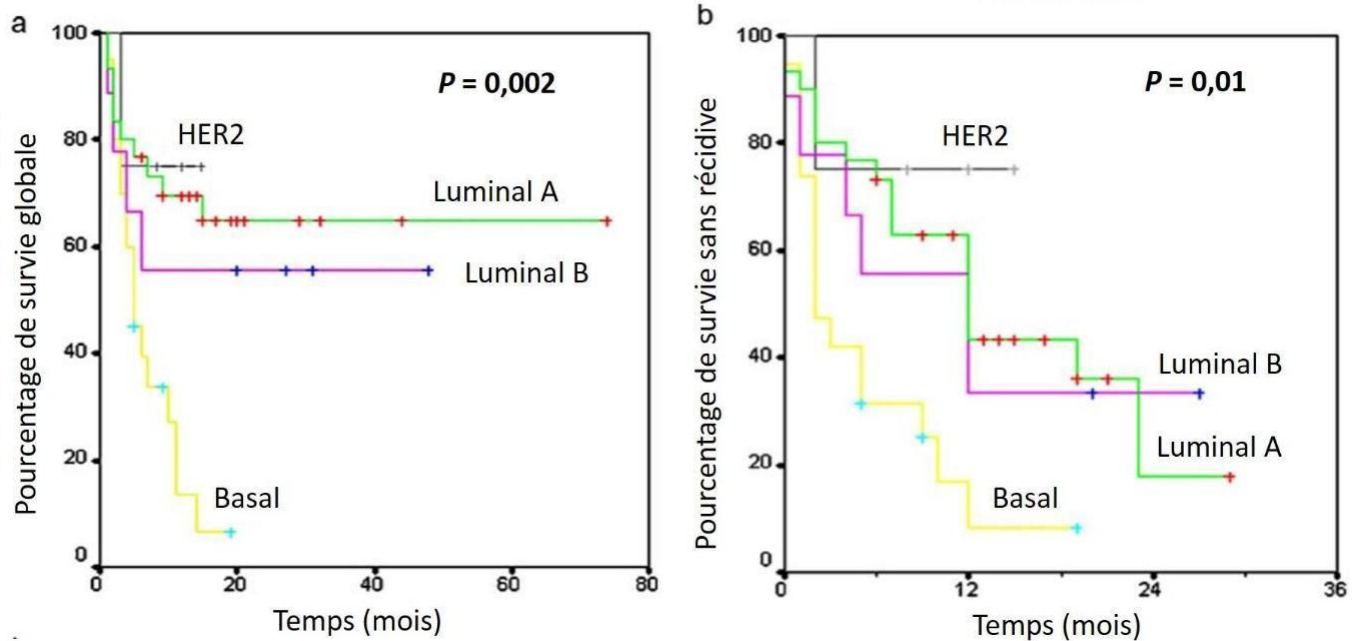 a
Pourcentage de survie globale
100
80
60
40
20
0
P = 0,002
HER2
Luminal A
Luminal B
Basal
0 20 40 60 80
Temps (mois)
b
Pourcentage de survie sans récidive
100
80
60
40
20
0
P = 0,01
HER2
Luminal B
Luminal A
Basal
0 12 24 36
Temps (mois)